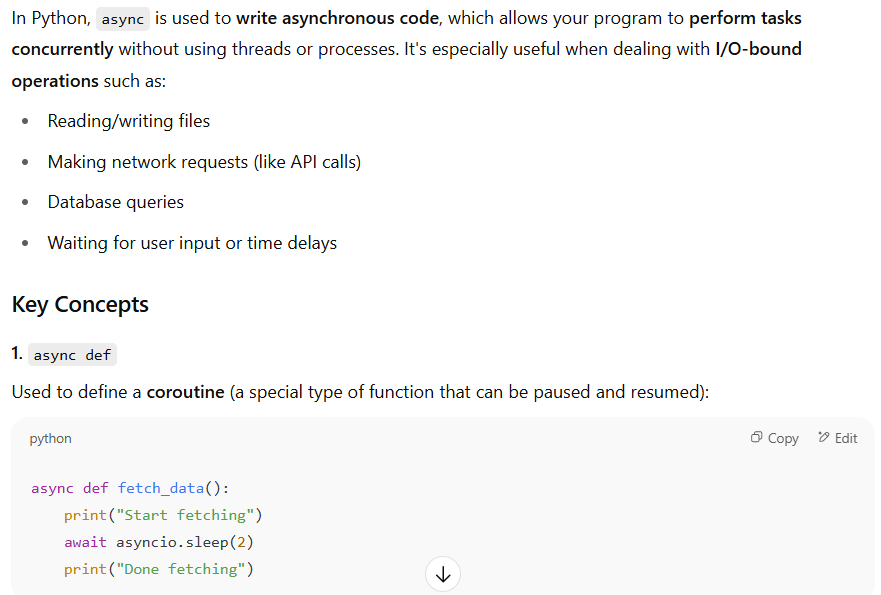 In Python, async is used to write asynchronous code, which allows your program to perform tasks
concurrently without using threads or processes. It's especially useful when dealing with I/O-bound
operations such as:
Reading/writing files
Making network requests (like API calls)
Database queries
Waiting for user input or time delays
Key Concepts
1. async def
Used to define a coroutine (a special type of function that can be paused and resumed):
python Copy Edit
async def fetch_data():
    print("Start fetching")
    await asyncio.sleep(2)
    print("Done fetching")